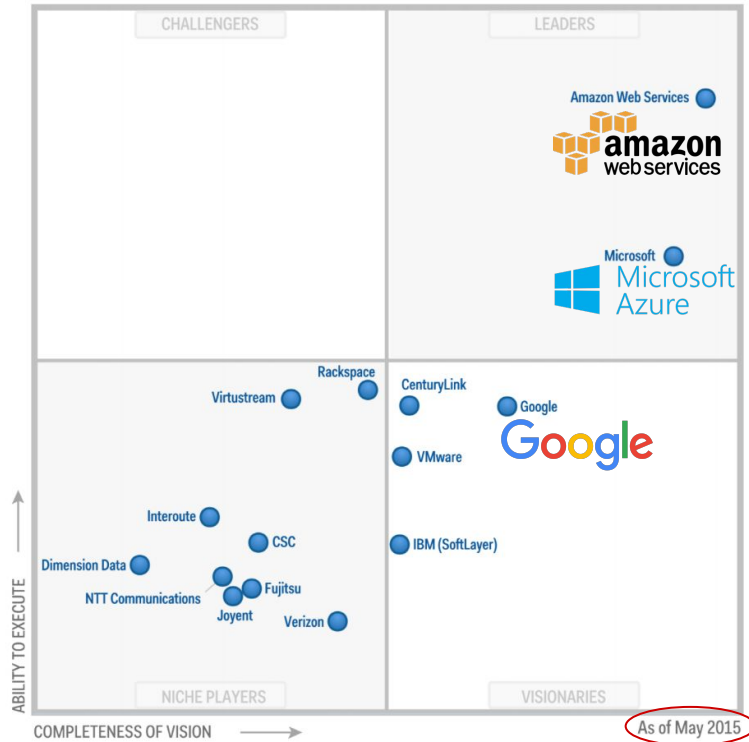 CHALLENGERS
LEADERS
Amazon Web Services
amazon
webservices
Microsoft
Microsoft
Azure
Rackspace
Virtustream
CenturyLink
Google
Google
VMware
Interoute
CSC
IBM (SoftLayer)
Dimension Data
NTT Communications
Fujitsu
Joyent
Verizon
ABILITY TO EXECUTE
NICHE PLAYERS
VISIONARIES
COMPLETENESS OF VISION
As of May 2015